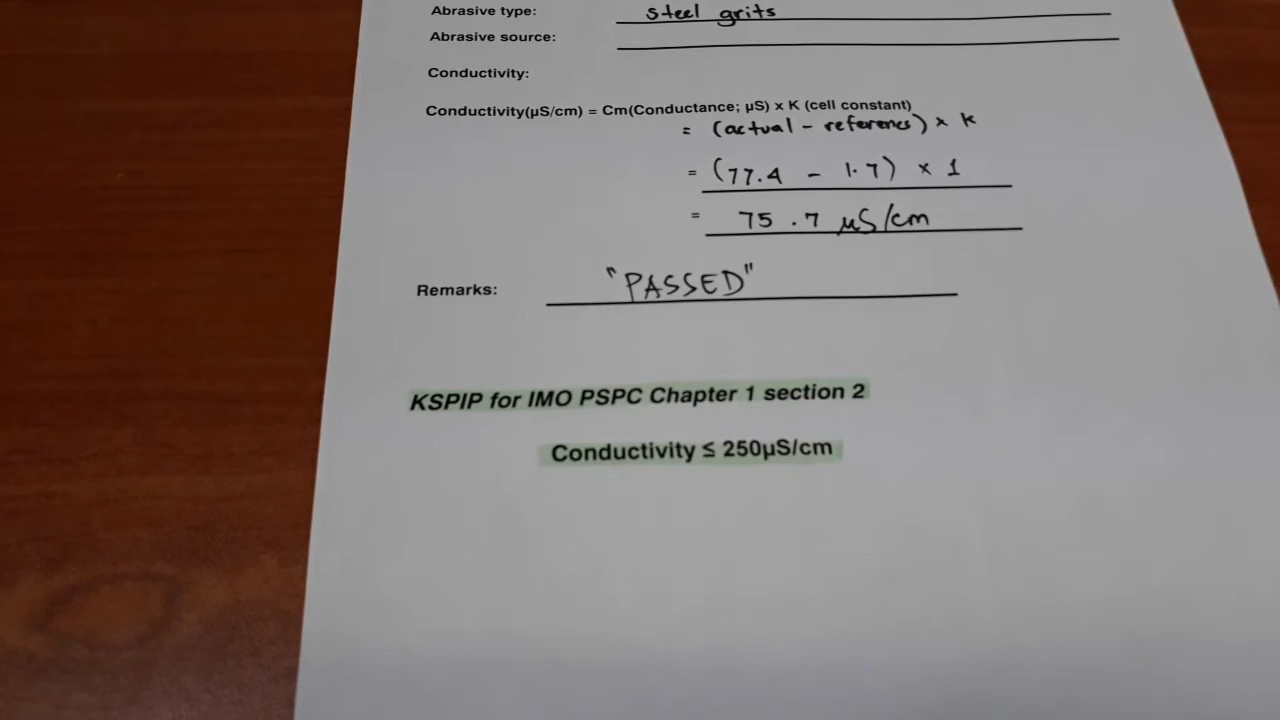 Abrasive type: steel grits
Abrasive source:
Conductivity:
Conductivity(µS/cm) = Cm(Conductance; µS) x K (cell constant)
= (actual - reference) x K
= (77.4 - 1.7) x 1
= 75.7 µS/cm
Remarks: "PASSED"
KSPIP for IMO PSPC Chapter 1 section 2
Conductivity ≤ 250µS/cm